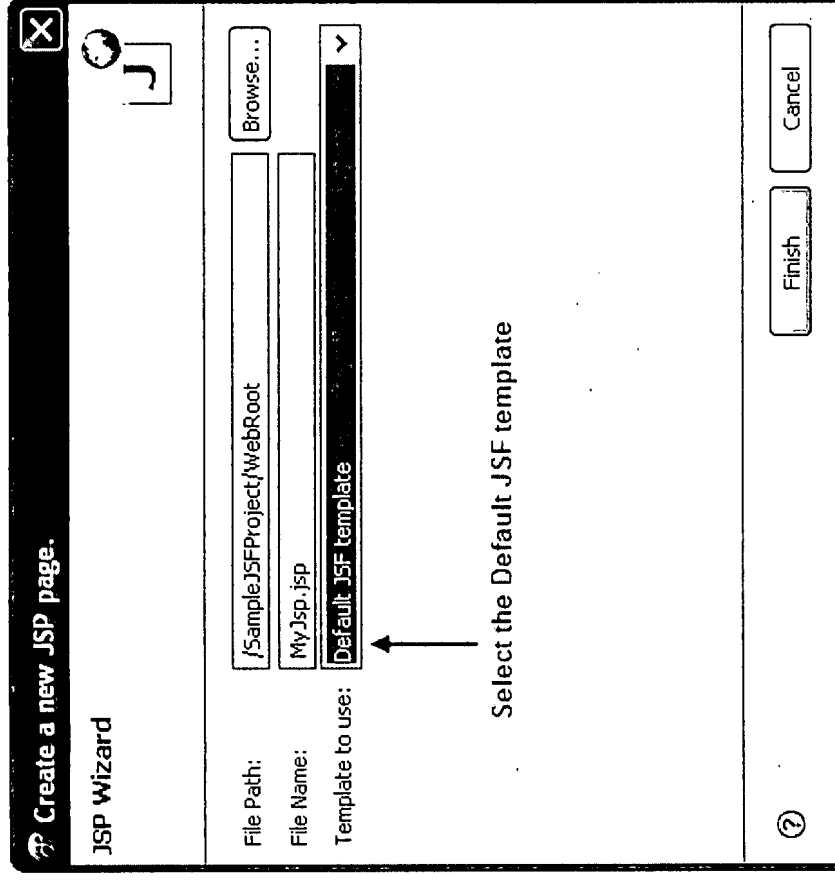 Create a new JSP page.
JSP Wizard
J
File Path: /SampleJSFProject/WebRoot Browse...
File Name: MyJsp.jsp
Template to use: Default JSF template
Select the Default JSF template
? Finish Cancel